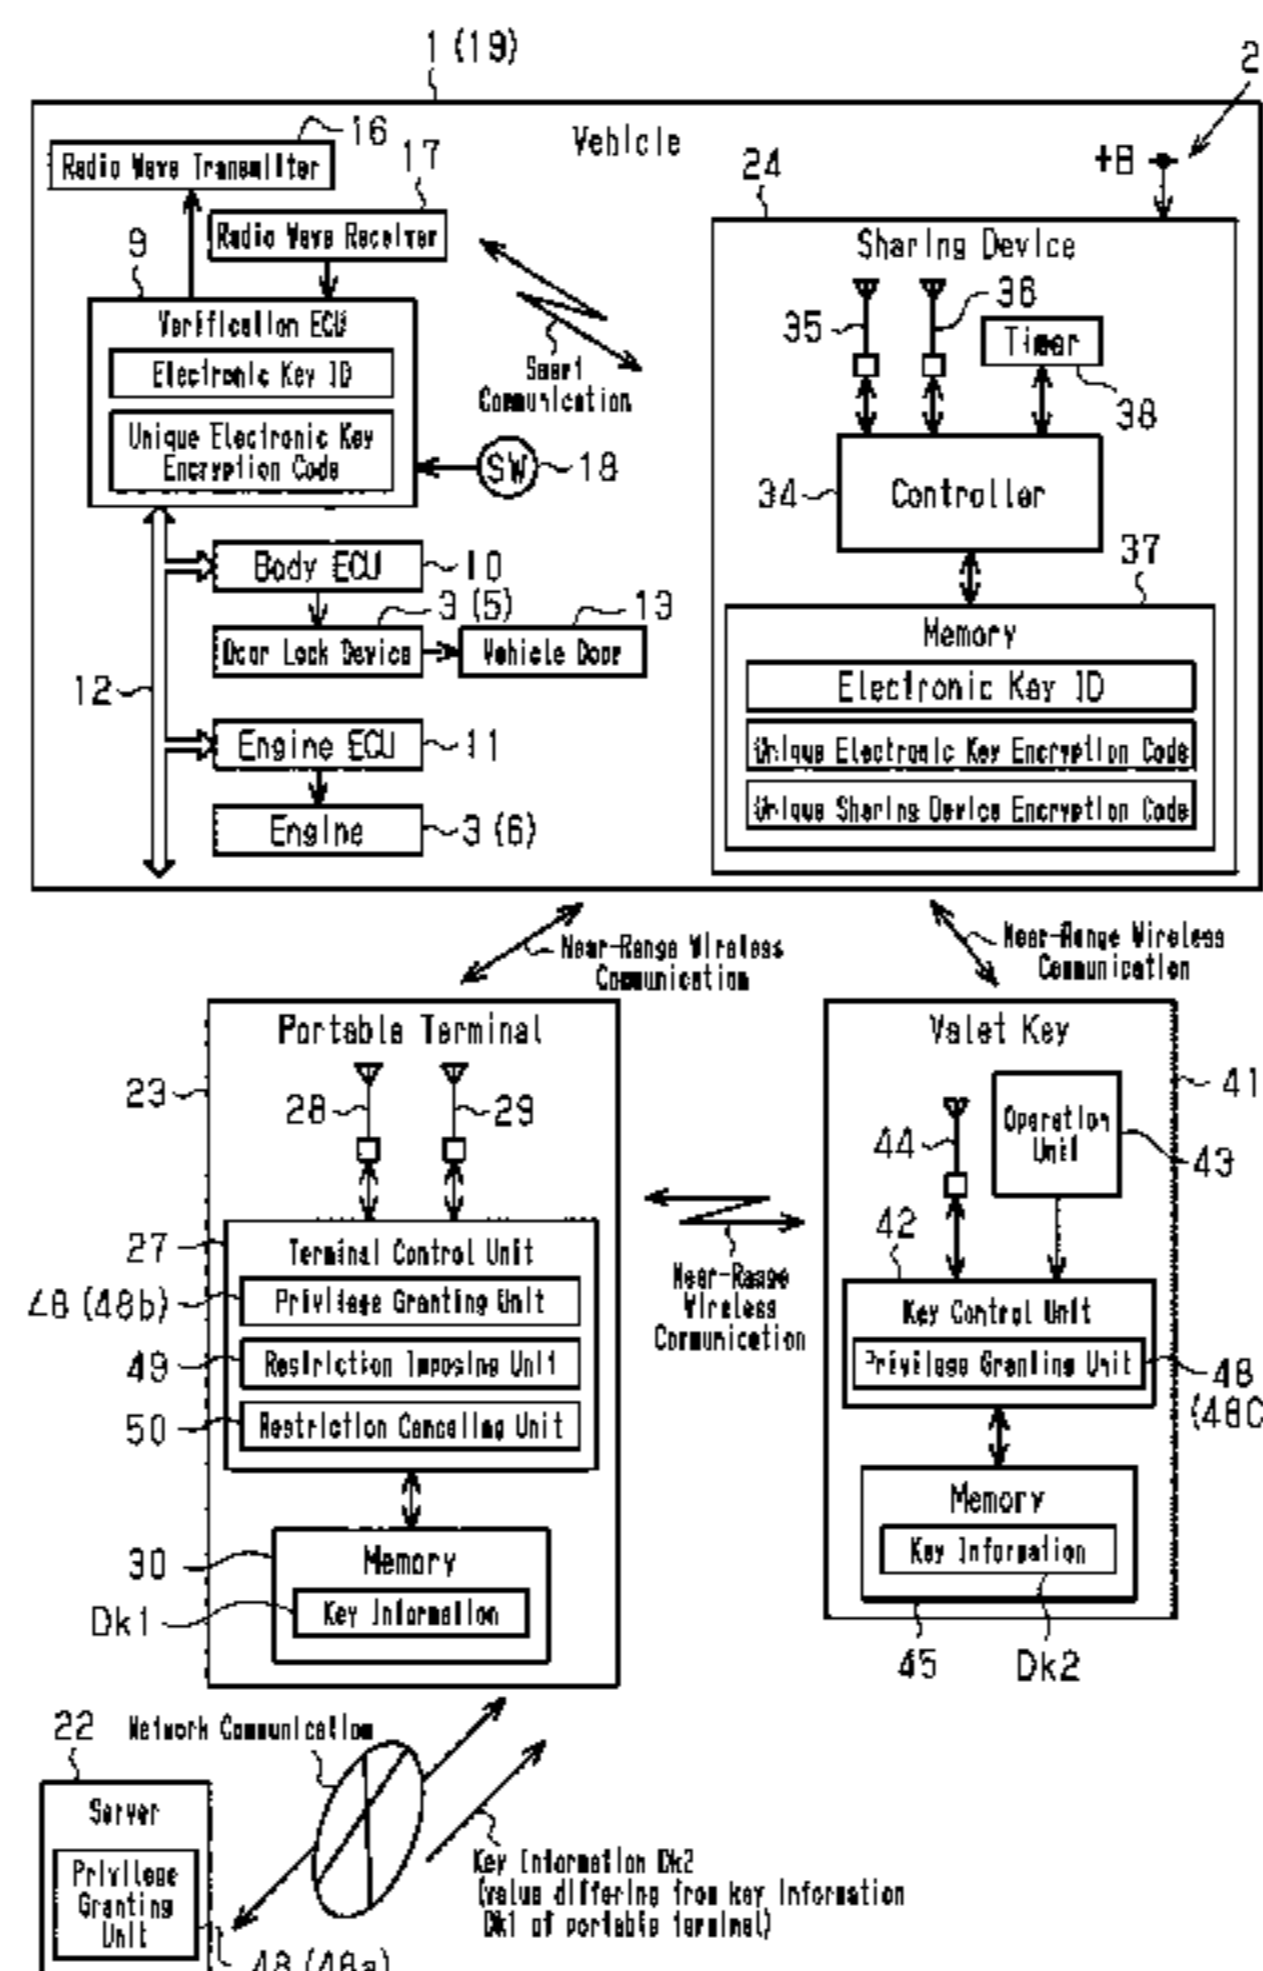 1 (19)
2
Vehicle
16
Radio Wave Transmitter
17
+B
24
Radio Wave Receiver
9
Sharing Device
Verification ECU
35
36
Timer
Electronic Key ID
Smart
Communication
38
Unique Electronic Key
Encryption Code
SW
18
34
Controller
Body ECU
10
37
3 (5)
13
Door Lock Device
Vehicle Door
Memory
12
Electronic Key ID
Engine ECU
11
Unique Electronic Key Encryption Code
Unique Sharing Device Encryption Code
Engine
3 (6)
Near-Range Wireless
Communication
Near-Range Wireless
Communication
Portable Terminal
Valet Key
23
28
29
41
Operation
Unit
44
43
27
Terminal Control Unit
42
48 (48b)
Privilege Granting Unit
Near-Range
Wireless
Communication
Key Control Unit
49
Restriction Imposing Unit
Privilege Granting Unit
48
(48C
50
Restriction Canceling Unit
Memory
30
Memory
Key Information
Dk1
Key Information
45
Dk2
22
Network Communication
Server
Privilege
Granting
Unit
Key Information Dk2
(value differing from key information
Dk1 of portable terminal)
48 (48a)